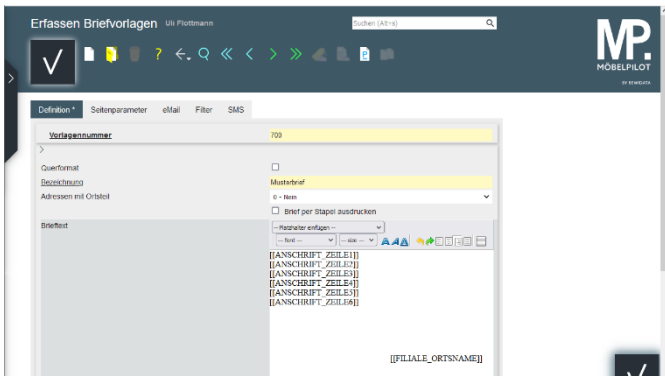 Erfassen Briefvorlagen Uli Plottmann
Suchen (Alt+s)
MP.
MÖBELPILOT
BY BEMIDATA
Definition * Seitenparameter eMail Filter SMS
Vorlagennummer 700
Querformat
Bezeichnung Musterbrief
Adressen mit Ortsteil 0 - Nein
Brief per Stapel ausdrucken
Brieftext -- Platzhalter einfügen --
-- font -- -- size --
[[ANSCHRIFT_ZEILE1]]
[[ANSCHRIFT_ZEILE2]]
[[ANSCHRIFT_ZEILE3]]
[[ANSCHRIFT_ZEILE4]]
[[ANSCHRIFT_ZEILE5]]
[[ANSCHRIFT_ZEILE6]]
[[FILIALE_ORTSNAME]]